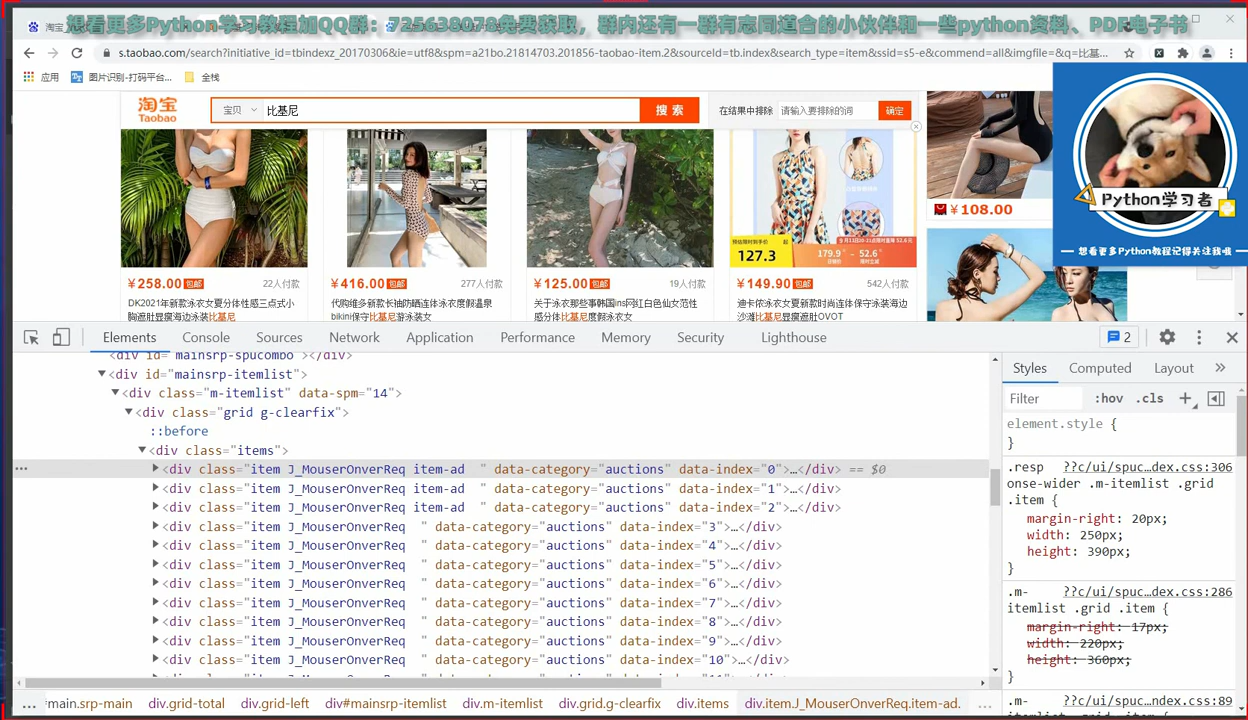 想看更多Python学习教程加QQ群：725638078免费获取，群内还有一群有志同道合的小伙伴和一些python资料、PDF电子书
s.taobao.com/search?initiative_id=tbindexz_20170306&ie=utf8&spm=a21bo.21814703.201856-taobao-item.2&sourceId=tb.index&search_type=item&ssid=s5-e&commend=all&imgfile=&q=比基...
应用 图片识别-打码平台... 全栈
淘宝
Taobao
宝贝 比基尼 搜 索 在结果中排除 请输入要排除的词 确定
127.3
179.9
52.6
¥108.00
Python学习者
想看更多Python教程记得关注我哦
¥258.00 包邮 22人付款
¥416.00 包邮 277人付款
¥125.00 包邮 19人付款
¥149.90 包邮 542人付款
DK2021年新款泳衣女夏分体性感三点式小
胸遮肚显瘦海边泳装比基尼
代购维多新款长袖防晒连体泳衣度假温泉
bikini保守比基尼游泳装女
关于泳衣那些事韩国ins网红白色仙女范性
感分体比基尼度假泳衣女
迪卡侬泳衣女夏新款时尚连体保守泳装海边
沙滩比基尼显瘦遮肚OVOT
Elements Console Sources Network Application Performance Memory Security Lighthouse 2
<div id="mainsrp-spucombo"></div>
▼<div id="mainsrp-itemlist">
▼<div class="m-itemlist" data-spm="14">
▼<div class="grid g-clearfix">
::before
▼<div class="items">
... ▶<div class="item J_MouserOnverReq item-ad  " data-category="auctions" data-index="0">…</div> == $0
▶<div class="item J_MouserOnverReq item-ad  " data-category="auctions" data-index="1">…</div>
▶<div class="item J_MouserOnverReq item-ad  " data-category="auctions" data-index="2">…</div>
▶<div class="item J_MouserOnverReq  " data-category="auctions" data-index="3">…</div>
▶<div class="item J_MouserOnverReq  " data-category="auctions" data-index="4">…</div>
▶<div class="item J_MouserOnverReq  " data-category="auctions" data-index="5">…</div>
▶<div class="item J_MouserOnverReq  " data-category="auctions" data-index="6">…</div>
▶<div class="item J_MouserOnverReq  " data-category="auctions" data-index="7">…</div>
▶<div class="item J_MouserOnverReq  " data-category="auctions" data-index="8">…</div>
▶<div class="item J_MouserOnverReq  " data-category="auctions" data-index="9">…</div>
▶<div class="item J_MouserOnverReq  " data-category="auctions" data-index="10">…</div>
... *main.srp-main div.grid-total div.grid-left div#mainsrp-itemlist div.m-itemlist div.grid.g-clearfix div.items div.item.J_MouserOnverReq.item-ad. ...
Styles Computed Layout »
Filter :hov .cls +
element.style {
}
.resp ??c/ui/spuc…dex.css:306
onse-wider .m-itemlist .grid
.item {
margin-right: 20px;
width: 250px;
height: 390px;
}
.m- ??c/ui/spuc…dex.css:286
itemlist .grid .item {
margin-right: 17px;
width: 220px;
height: 360px;
}
.m- ??c/ui/spuc…ndex.css:89